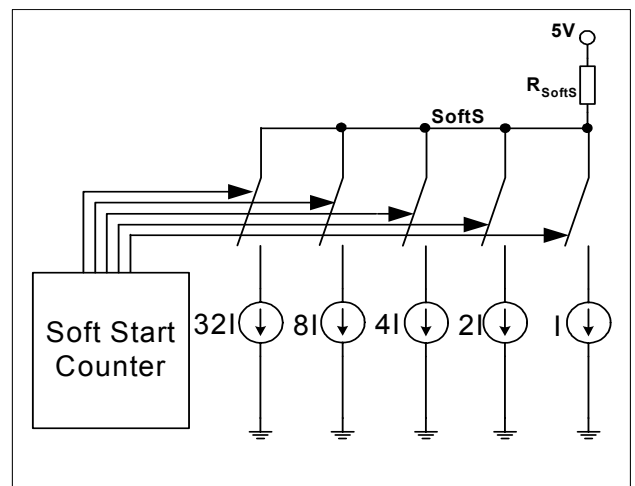 5V
RSoftS
SoftS
Soft Start
Counter
32I
8I
4I
2I
I